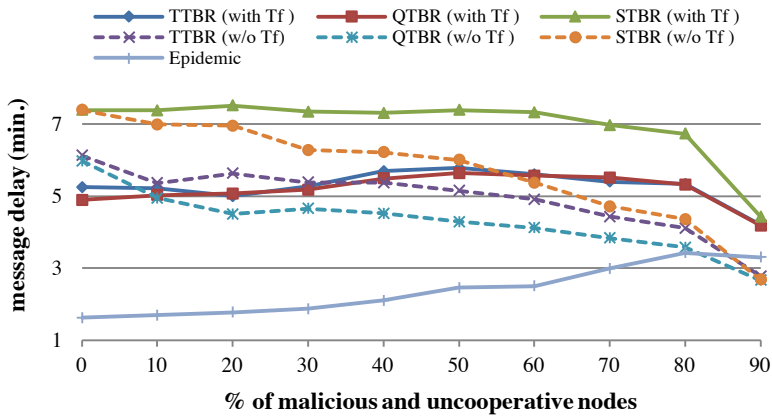 TTBR (with Tf ) QTBR (with Tf ) STBR (with Tf )
TTBR (w/o Tf) QTBR (w/o Tf ) STBR (w/o Tf )
Epidemic
message delay (min.)
7
5
3
1
0 10 20 30 40 50 60 70 80 90
% of malicious and uncooperative nodes